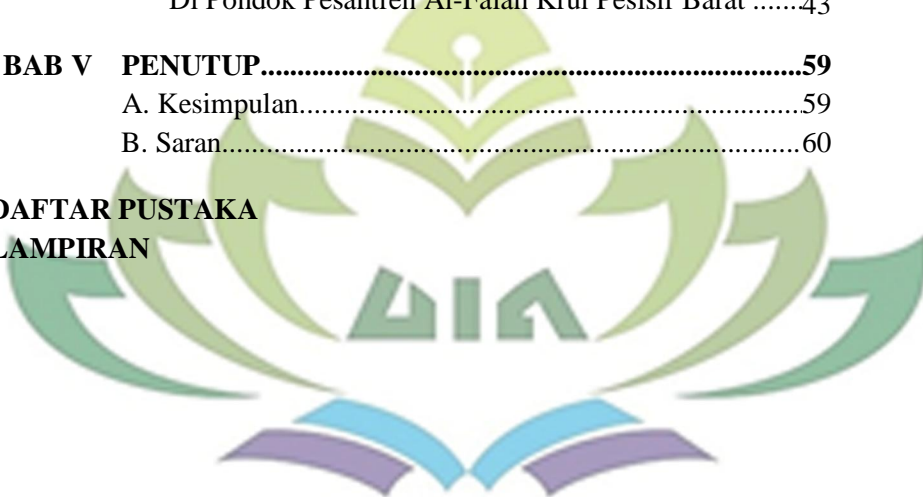 Di Pondok Pesantren Al-Falah Krui Pesisir Barat .......43
BAB V PENUTUP.........................................................................59
A. Kesimpulan....................................................................59
B. Saran..............................................................................60
DAFTAR PUSTAKA
LAMPIRAN
UIN